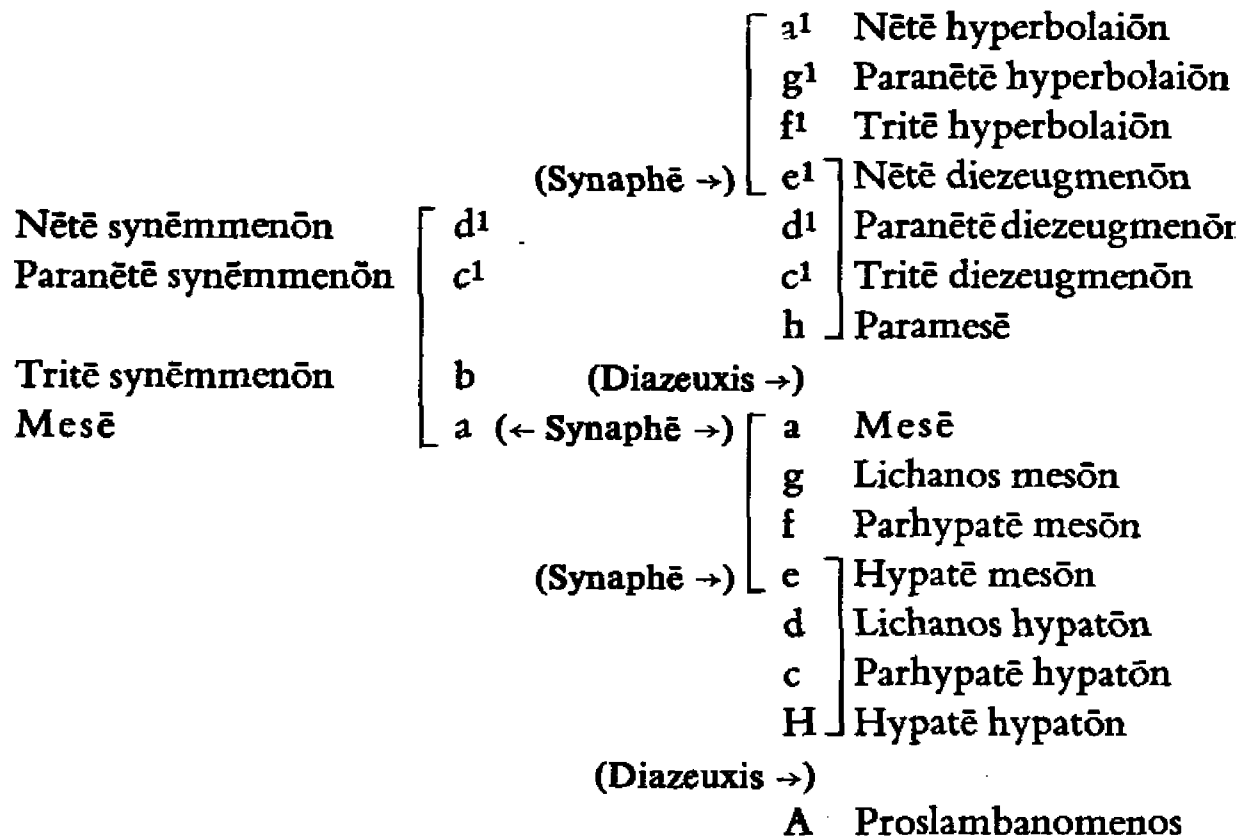 a¹ Nētē hyperbolaiōn
g¹ Paranētē hyperbolaiōn
f¹ Tritē hyperbolaiōn
(Synaphē →) e¹ Nētē diezeugmenōn
Nētē synēmmenōn d¹ d¹ Paranētē diezeugmenōn
Paranētē synēmmenōn c¹ c¹ Tritē diezeugmenōn
h Paramesē
Tritē synēmmenōn b (Diazeuxis →)
Mesē a (← Synaphē →) a Mesē
g Lichanos mesōn
f Parhypatē mesōn
(Synaphē →) e Hypatē mesōn
d Lichanos hypatōn
c Parhypatē hypatōn
H Hypatē hypatōn
(Diazeuxis →)
A Proslambanomenos